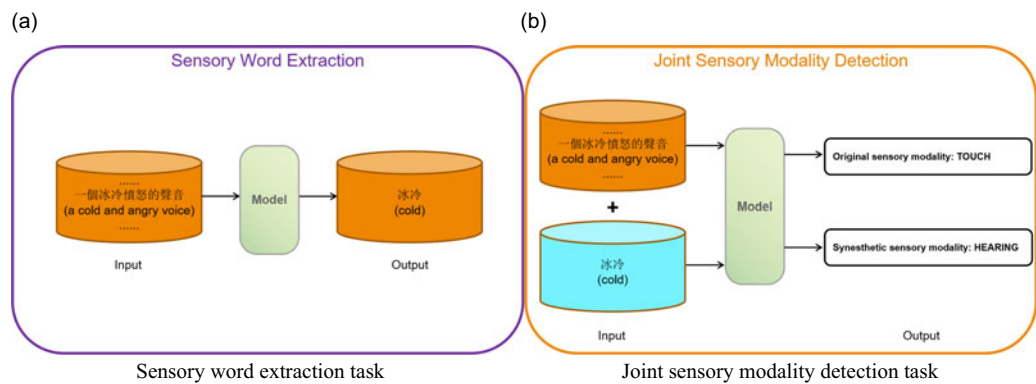 (a)
Sensory Word Extraction
......
一個冰冷憤怒的聲音
(a cold and angry voice)
......
Model
冰冷
(cold)
Input
Output
Sensory word extraction task
(b)
Joint Sensory Modality Detection
......
一個冰冷憤怒的聲音
(a cold and angry voice)
......
+
冰冷
(cold)
Model
Original sensory modality: TOUCH
Synesthetic sensory modality: HEARING
Input
Output
Joint sensory modality detection task